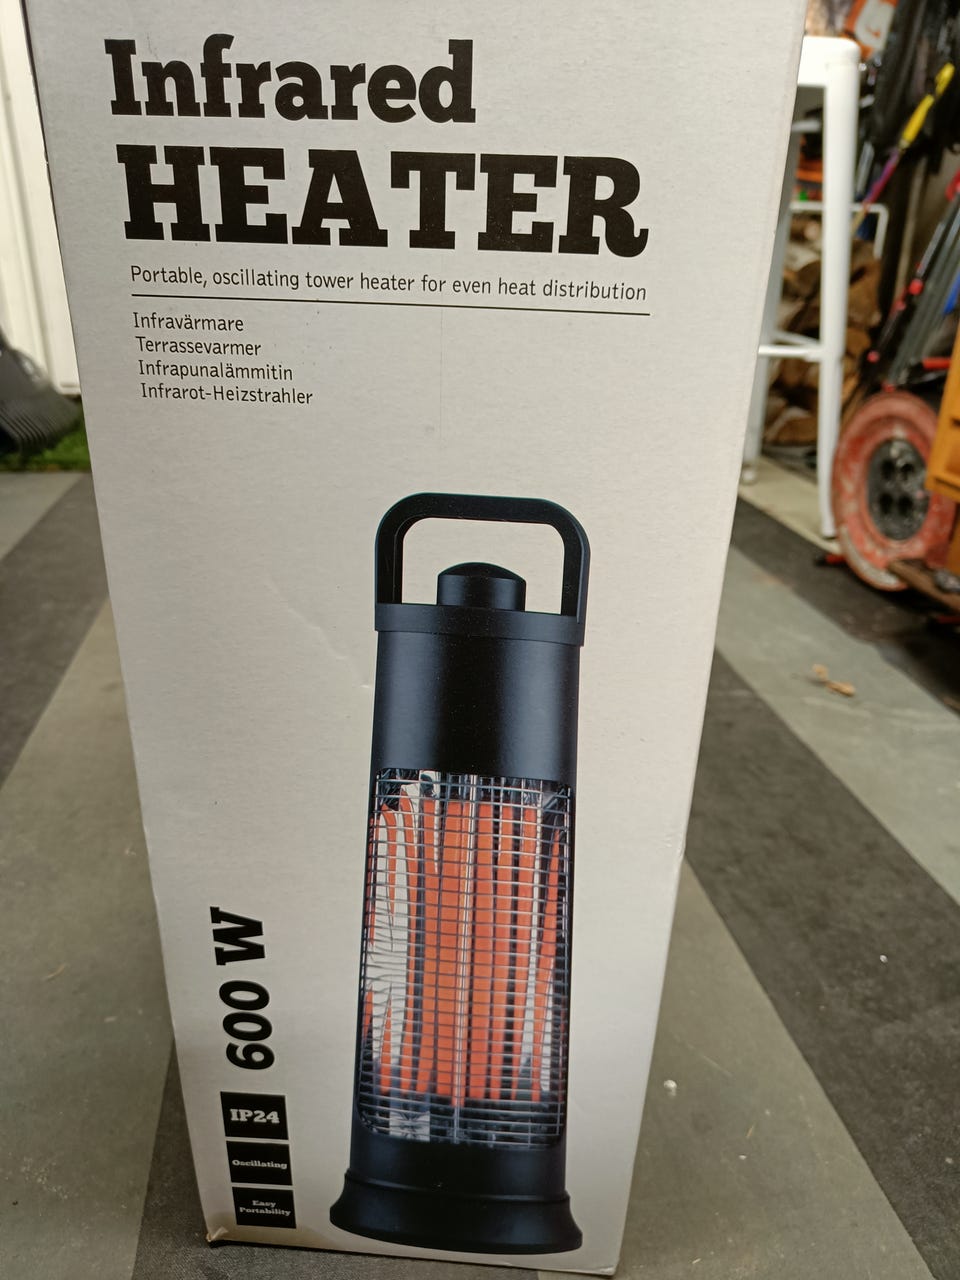 Infrared
HEATER
Portable, oscillating tower heater for even heat distribution
Infravärmare
Terrassevarmer
Infrapunalämmitin
Infrarot-Heizstrahler
600 W
IP24
Oscillating
Easy
Portability